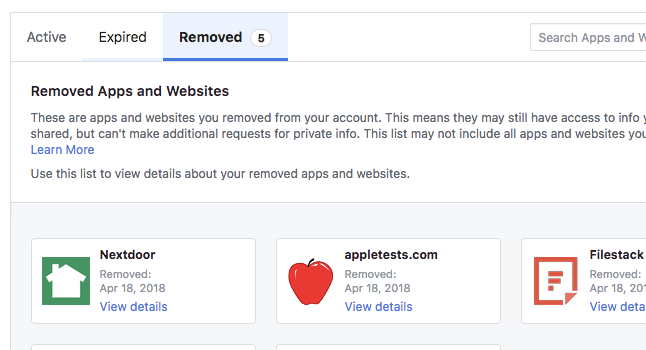 Active Expired Removed 5 Search Apps and W
Removed Apps and Websites
These are apps and websites you removed from your account. This means they may still have access to info y
shared, but can't make additional requests for private info. This list may not include all apps and websites you
Learn More
Use this list to view details about your removed apps and websites.
Nextdoor
Removed:
Apr 18, 2018
View details
appletests.com
Removed:
Apr 18, 2018
View details
Filestack
Removed:
Apr 18, 201
View deta